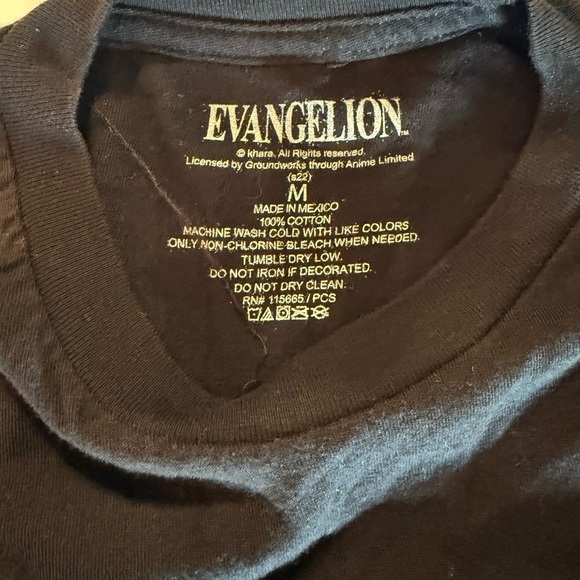 EVANGELION™
© khara. All Rights reserved.
Licensed by Groundworks through Anime Limited
(s22)
M
MADE IN MEXICO
100% COTTON
MACHINE WASH COLD WITH LIKE COLORS
ONLY NON-CHLORINE BLEACH WHEN NEEDED.
TUMBLE DRY LOW.
DO NOT IRON IF DECORATED.
DO NOT DRY CLEAN.
RN# 115665 / PCS